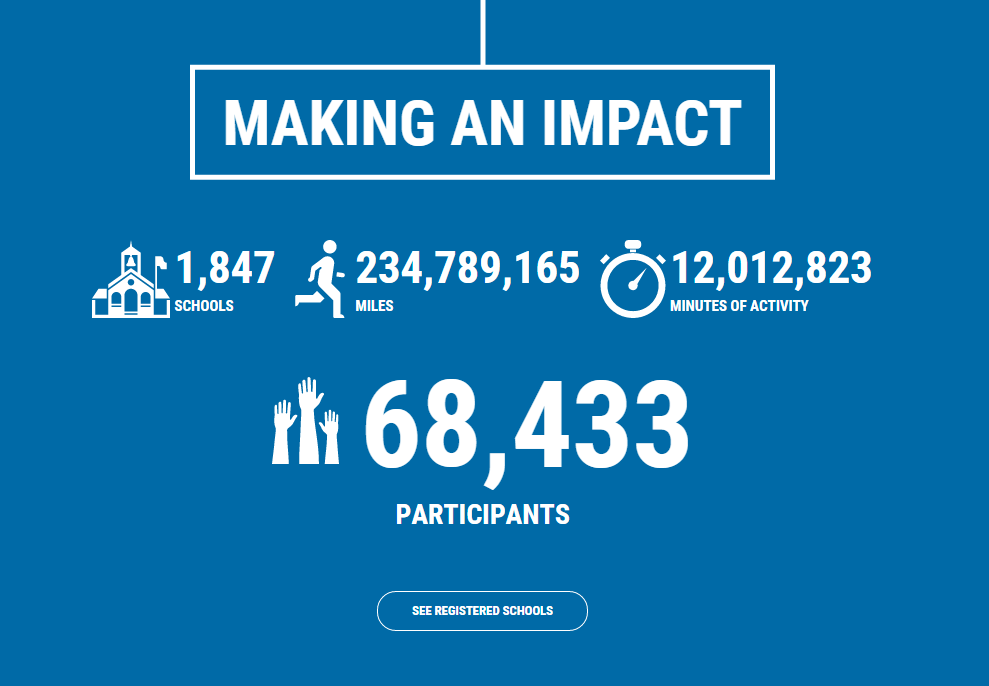 MAKING AN IMPACT
1,847
SCHOOLS
234,789,165
MILES
12,012,823
MINUTES OF ACTIVITY
68,433
PARTICIPANTS
SEE REGISTERED SCHOOLS